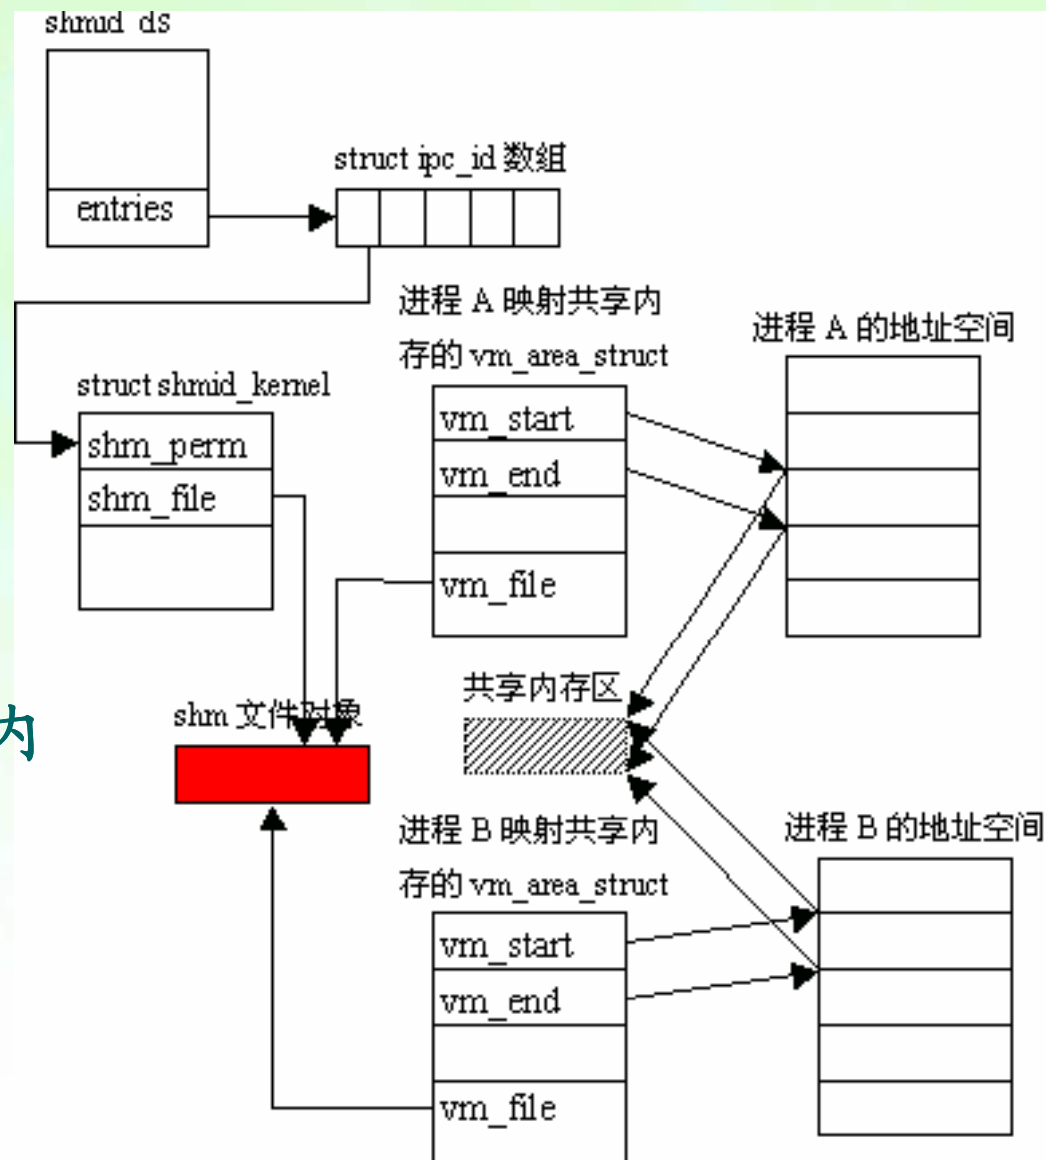 shmid ds
entries
struct ipc_id 数组
进程 A 映射共享内
存的 vm_area_struct
进程 A 的地址空间
struct shmid_kernel
shm_perm
shm_file
vm_start
vm_end
vm_file
共享内存区
shm 文件对象
内
进程 B 映射共享内
存的 vm_area_struct
进程 B 的地址空间
vm_start
vm_end
vm_file